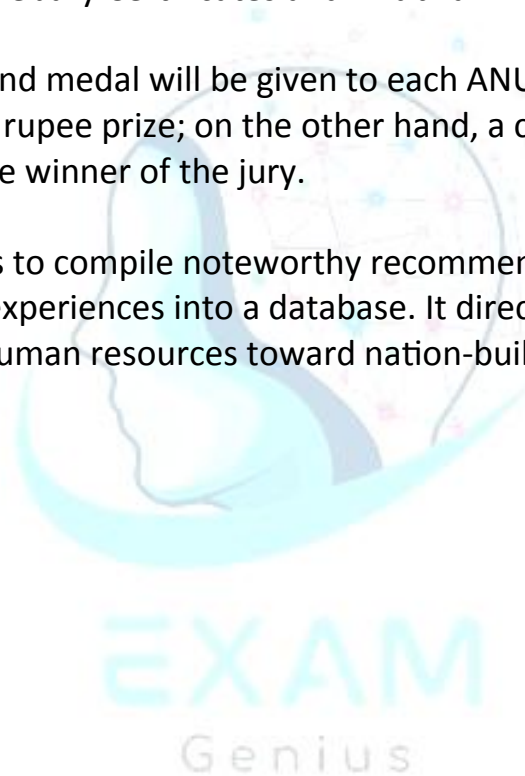 nd medal will be given to each ANU
rupee prize; on the other hand, a c
e winner of the jury.
s to compile noteworthy recommen
experiences into a database. It direc
uman resources toward nation-buil
EXAM
Genius